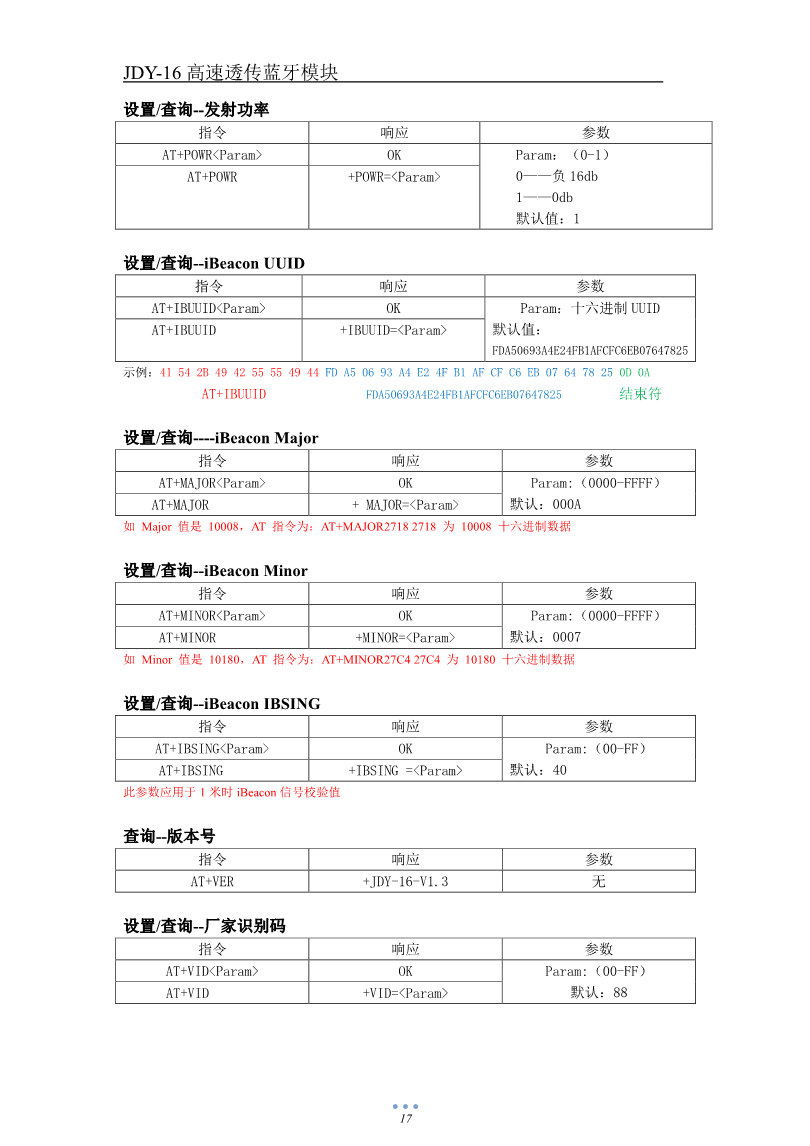 JDY-16 高速透传蓝牙模块
设置/查询--发射功率
指令 响应 参数
AT+POWR<Param> OK Param：（0-1）
AT+POWR +POWR=<Param> 0——负 16db
1——0db
默认值：1
设置/查询--iBeacon UUID
指令 响应 参数
AT+IBUUID<Param> OK Param：十六进制 UUID
AT+IBUUID +IBUUID=<Param> 默认值：
FDA50693A4E24FB1AFCFC6EB07647825
示例：41 54 2B 49 42 55 55 49 44 FD A5 06 93 A4 E2 4F B1 AF CF C6 EB 07 64 78 25 0D 0A
AT+IBUUID FDA50693A4E24FB1AFCFC6EB07647825 结束符
设置/查询----iBeacon Major
指令 响应 参数
AT+MAJOR<Param> OK Param:（0000-FFFF）
AT+MAJOR + MAJOR=<Param> 默认：000A
如 Major 值是 10008，AT 指令为：AT+MAJOR2718 2718 为 10008 十六进制数据
设置/查询--iBeacon Minor
指令 响应 参数
AT+MINOR<Param> OK Param:（0000-FFFF）
AT+MINOR +MINOR=<Param> 默认：0007
如 Minor 值是 10180，AT 指令为：AT+MINOR27C4 27C4 为 10180 十六进制数据
设置/查询--iBeacon IBSING
指令 响应 参数
AT+IBSING<Param> OK Param:（00-FF）
AT+IBSING +IBSING =<Param> 默认：40
此参数应用于 1 米时 iBeacon 信号校验值
查询--版本号
指令 响应 参数
AT+VER +JDY-16-V1.3 无
设置/查询--厂家识别码
指令 响应 参数
AT+VID<Param> OK Param:（00-FF）
AT+VID +VID=<Param> 默认：88
17